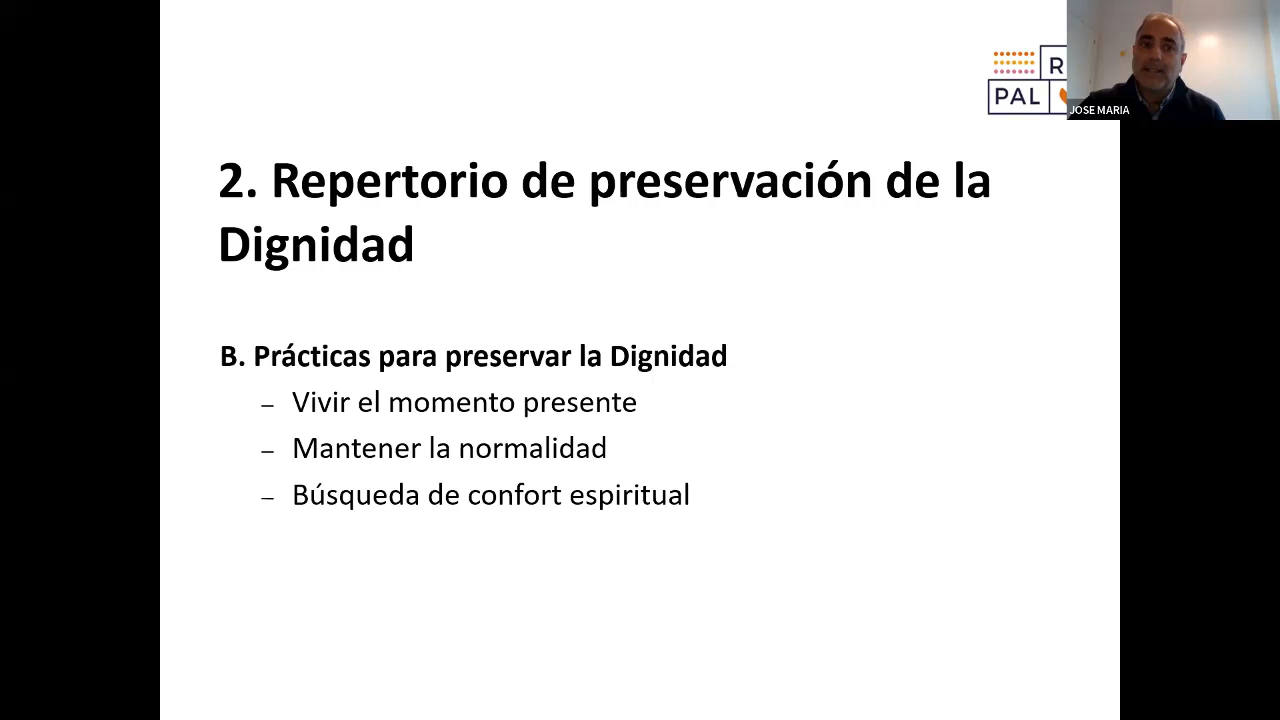 R
PAL
JOSE MARIA
2. Repertorio de preservación de la
Dignidad
B. Prácticas para preservar la Dignidad
– Vivir el momento presente
– Mantener la normalidad
– Búsqueda de confort espiritual